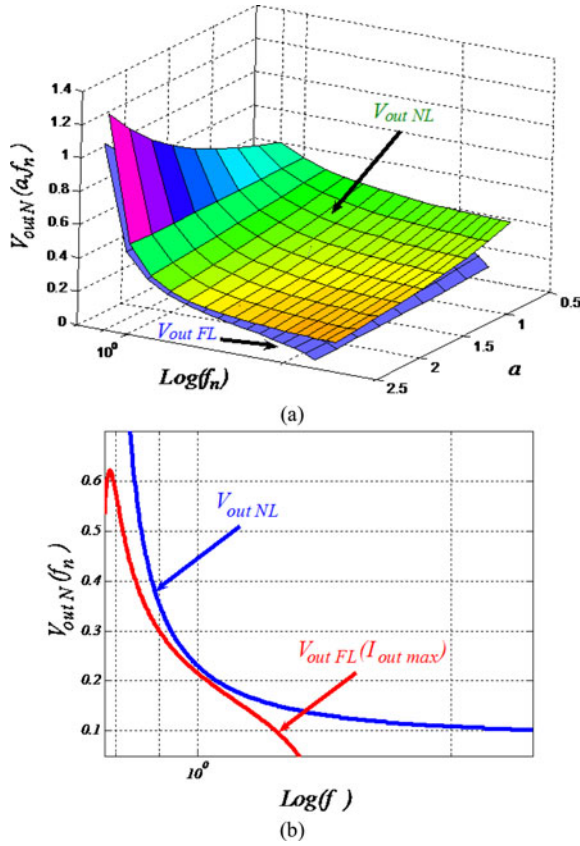 (a)
1.4
1.2
1
0.8
0.6
0.4
0.2
0
V_out N (a,f_n)
V_out NL
V_out FL
10^0
Log(f_n)
0.5
1
1.5
2
2.5
a
(a)
0.6
0.5
0.4
0.3
0.2
0.1
V_out N (f_n)
V_out NL
V_out FL (I_out max)
10^0
Log(f )
(b)